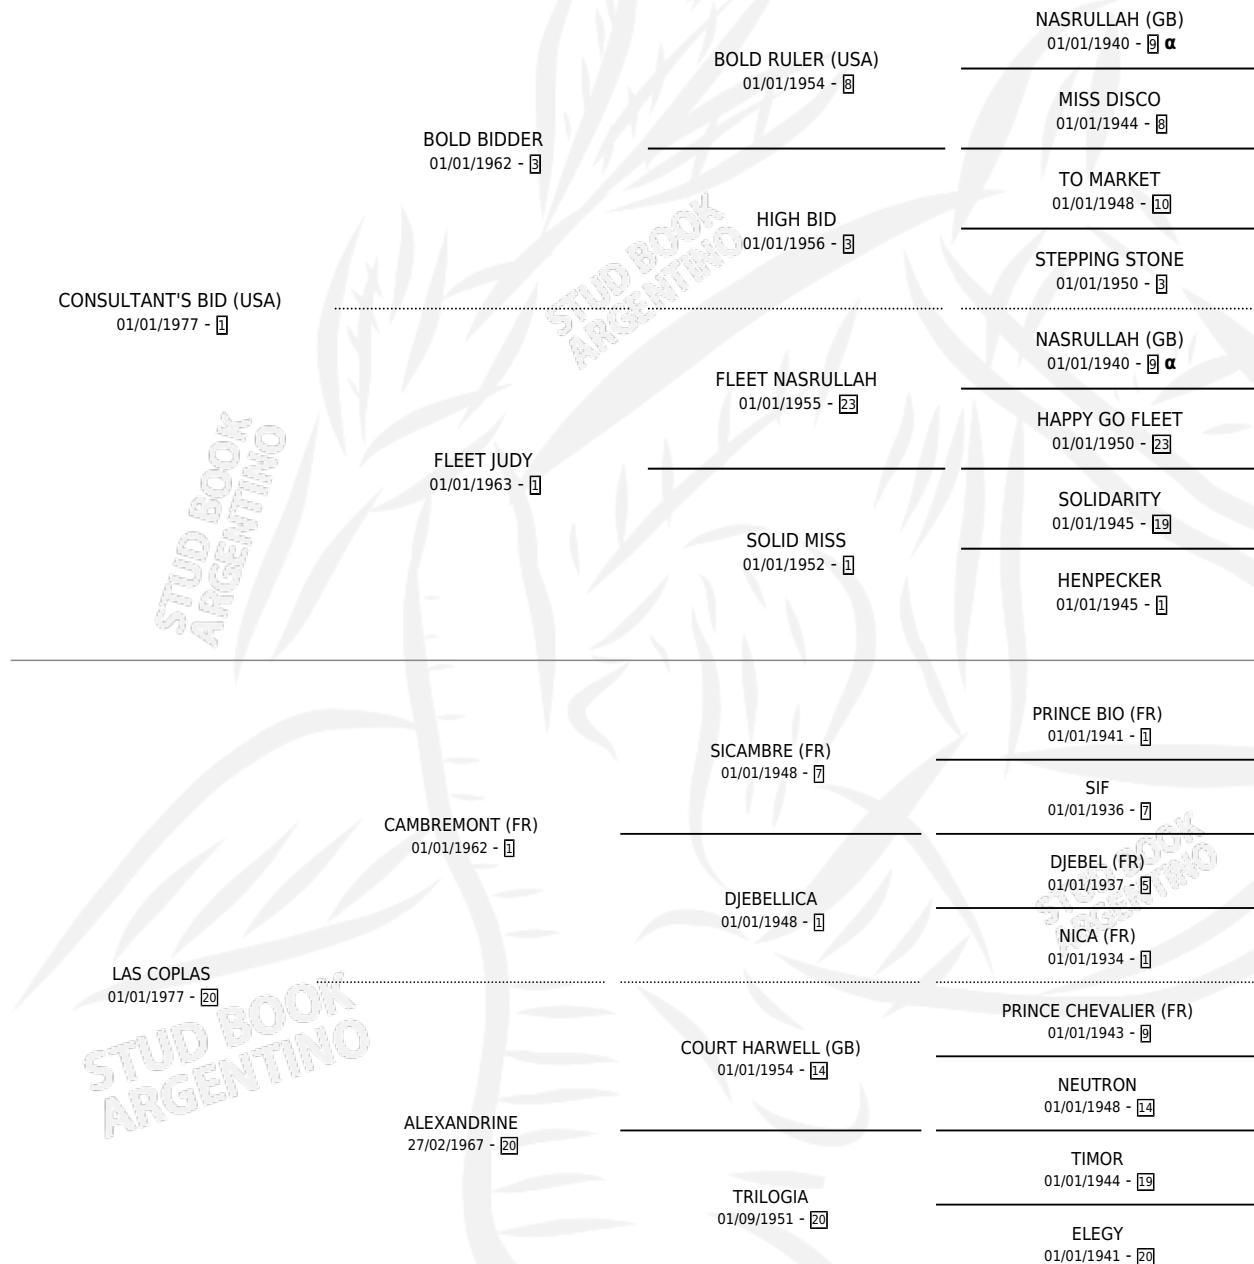 NASRULLAH (GB)
01/01/1940 - 9 α
BOLD RULER (USA)
01/01/1954 - 8
MISS DISCO
01/01/1944 - 8
BOLD BIDDER
01/01/1962 - 3
TO MARKET
01/01/1948 - 10
HIGH BID
01/01/1956 - 3
STEPPING STONE
01/01/1950 - 3
CONSULTANT'S BID (USA)
01/01/1977 - 1
NASRULLAH (GB)
01/01/1940 - 9 α
FLEET NASRULLAH
01/01/1955 - 23
HAPPY GO FLEET
01/01/1950 - 23
FLEET JUDY
01/01/1963 - 1
SOLIDARITY
01/01/1945 - 19
SOLID MISS
01/01/1952 - 1
HENPECKER
01/01/1945 - 1
PRINCE BIO (FR)
01/01/1941 - 1
SICAMBRE (FR)
01/01/1948 - 7
SIF
01/01/1936 - 7
CAMBREMONT (FR)
01/01/1962 - 1
DJEBEL (FR)
01/01/1937 - 5
DJEBELLICA
01/01/1948 - 1
NICA (FR)
01/01/1934 - 1
LAS COPLAS
01/01/1977 - 20
PRINCE CHEVALIER (FR)
01/01/1943 - 9
COURT HARWELL (GB)
01/01/1954 - 14
NEUTRON
01/01/1948 - 14
ALEXANDRINE
27/02/1967 - 20
TIMOR
01/01/1944 - 19
TRILOGIA
01/09/1951 - 20
ELEGY
01/01/1941 - 20
STUD BOOK
ARGENTINO
STUD BOOK
ARGENTINO
STUD BOOK
ARGENTINO
STUD BOOK
ARGENTINO